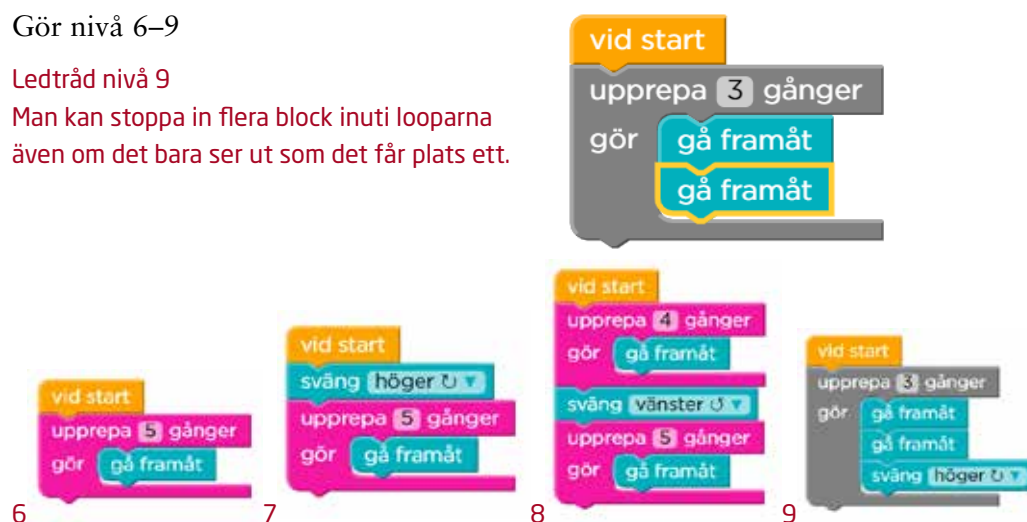 Gör nivå 6–9
Ledtråd nivå 9
Man kan stoppa in flera block inuti looparna
även om det bara ser ut som det får plats ett.
vid start
upprepa 3 gånger
gör gå framåt
gå framåt
vid start
upprepa 5 gånger
gör gå framåt
6
vid start
sväng höger ↻ ▼
upprepa 5 gånger
gör gå framåt
7
vid start
upprepa 4 gånger
gör gå framåt
sväng vänster ↺ ▼
upprepa 5 gånger
gör gå framåt
8
vid start
upprepa 3 gånger
gör gå framåt
gå framåt
sväng höger ↻ ▼
9